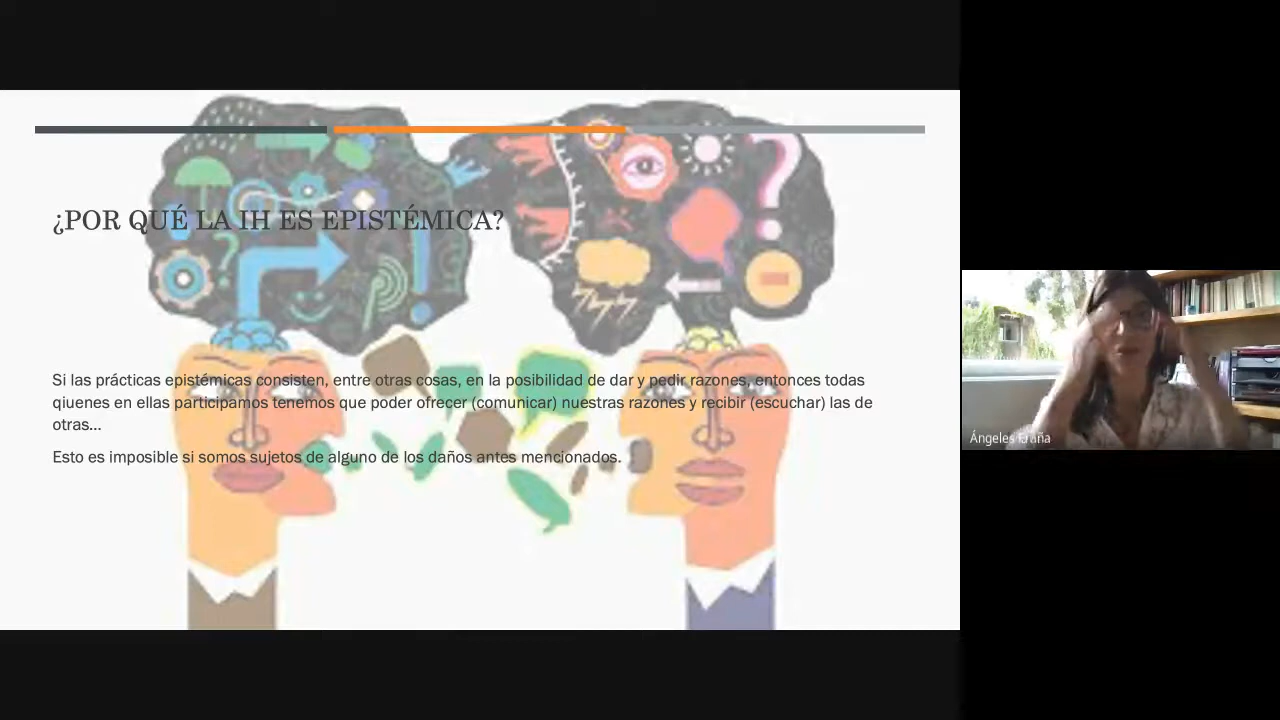 ¿POR QUÉ LA IH ES EPISTÉMICA?
Si las prácticas epistémicas consisten, entre otras cosas, en la posibilidad de dar y pedir razones, entonces todas
qiuenes en ellas participamos tenemos que poder ofrecer (comunicar) nuestras razones y recibir (escuchar) las de
otras...
Esto es imposible si somos sujetos de alguno de los daños antes mencionados.
Ángeles Eraña